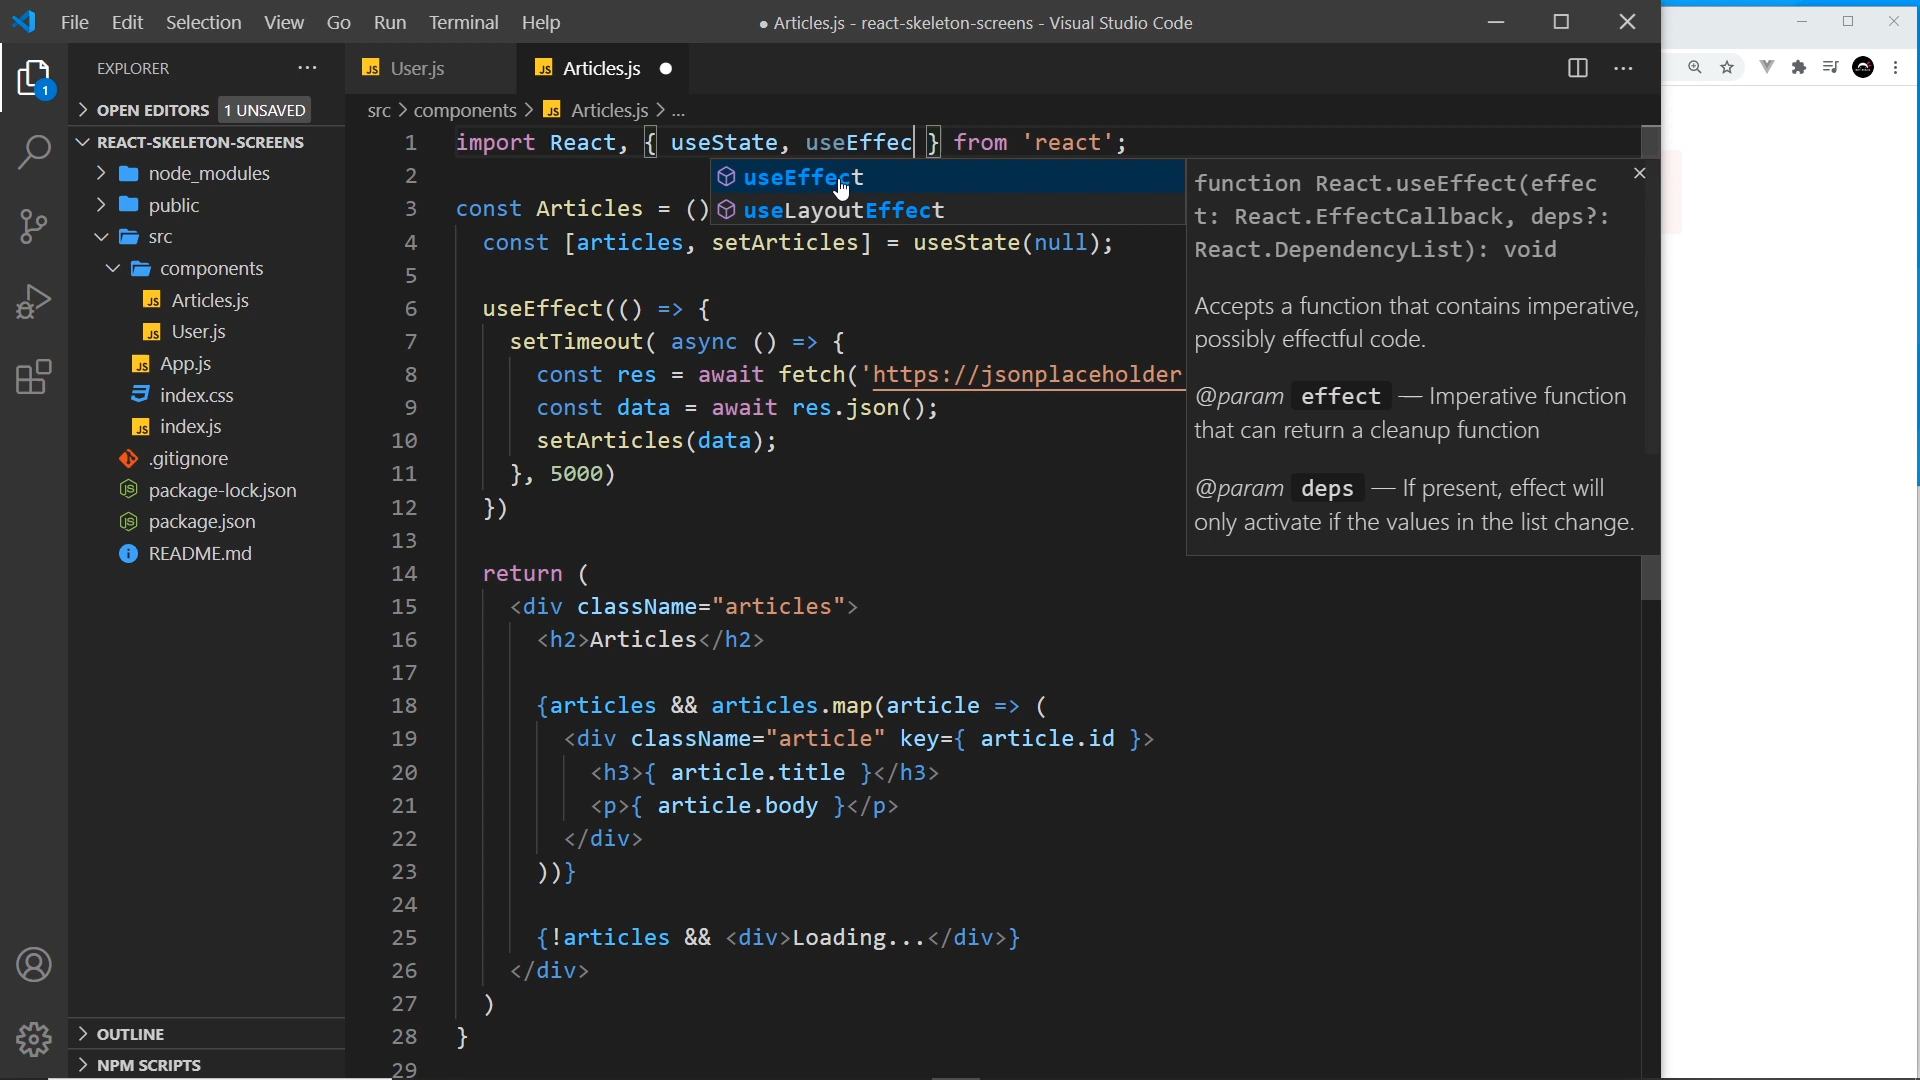 File Edit Selection View Go Run Terminal Help
● Articles.js - react-skeleton-screens - Visual Studio Code
EXPLORER
OPEN EDITORS 1 UNSAVED
REACT-SKELETON-SCREENS
node_modules
public
src
components
JS Articles.js
JS User.js
JS App.js
index.css
JS index.js
.gitignore
package-lock.json
package.json
README.md
OUTLINE
NPM SCRIPTS
1
JS User.js
JS Articles.js
src > components > JS Articles.js > ...
1 import React, { useState, useEffec } from 'react';
2
useEffect
useLayoutEffect
3 const Articles = ()
4 const [articles, setArticles] = useState(null);
5
6 useEffect(() => {
7 setTimeout( async () => {
8 const res = await fetch('https://jsonplaceholder
9 const data = await res.json();
10 setArticles(data);
11 }, 5000)
12 })
13
14 return (
15 <div className="articles">
16 <h2>Articles</h2>
17
18 {articles && articles.map(article => (
19 <div className="article" key={ article.id }>
20 <h3>{ article.title }</h3>
21 <p>{ article.body }</p>
22 </div>
23 ))}
24
25 {!articles && <div>Loading...</div>}
26 </div>
27 )
28 }
29
function React.useEffect(effec
t: React.EffectCallback, deps?:
React.DependencyList): void
Accepts a function that contains imperative,
possibly effectful code.
@param effect — Imperative function
that can return a cleanup function
@param deps — If present, effect will
only activate if the values in the list change.